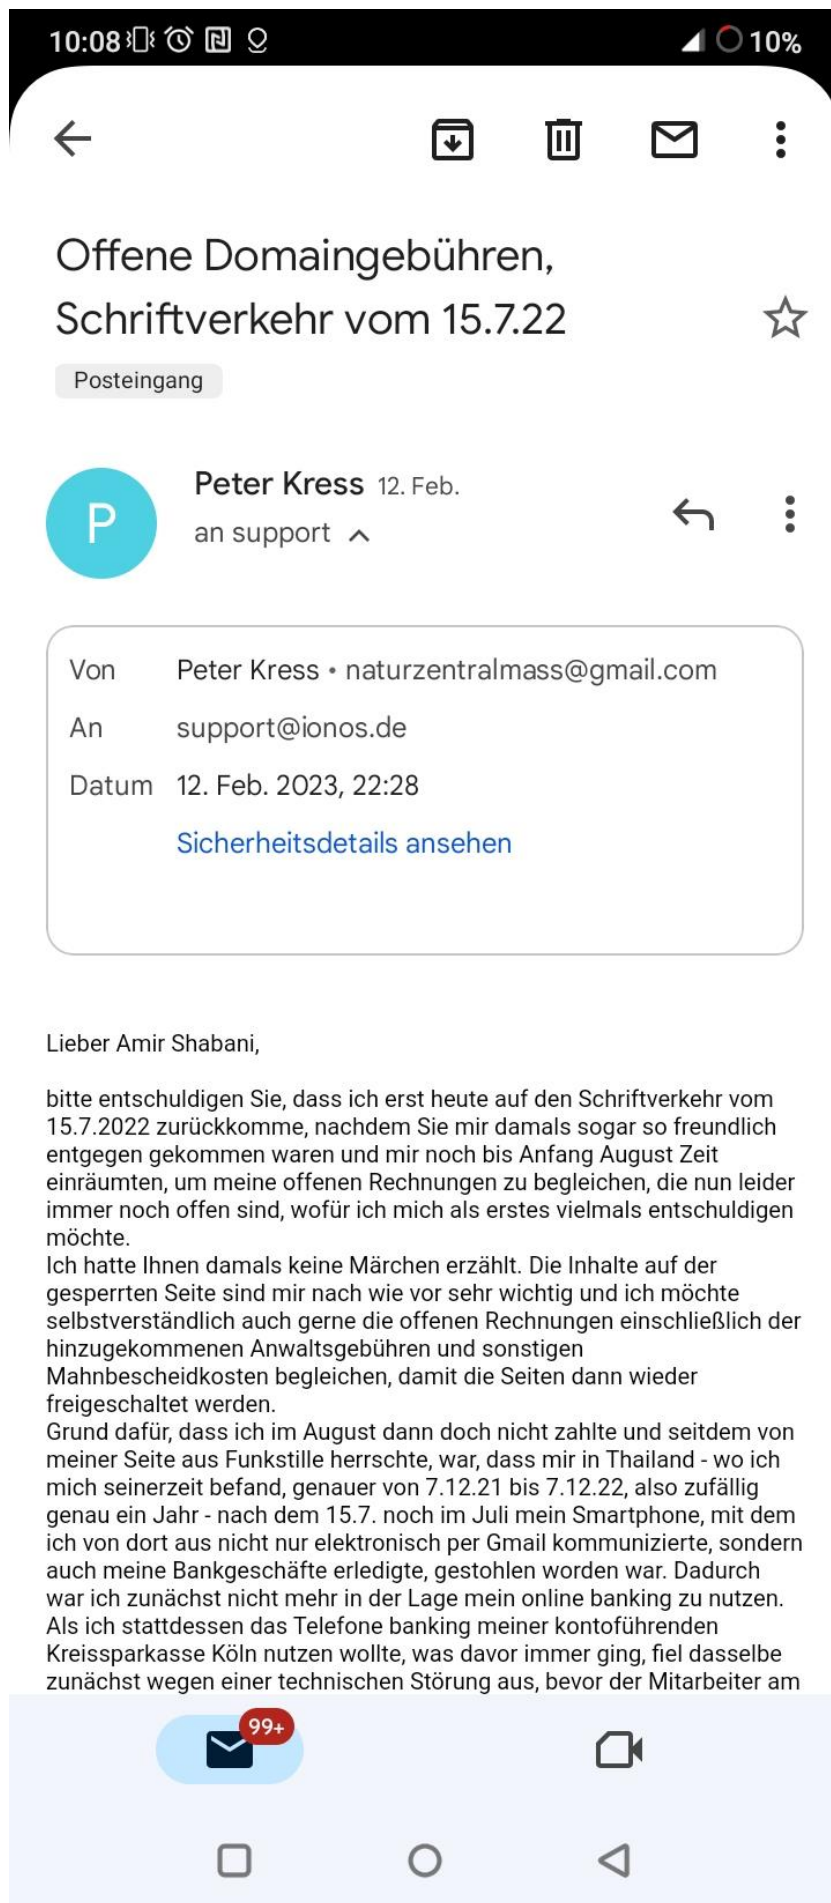 10:08
10%
Offene Domaingebühren,
Schriftverkehr vom 15.7.22
Posteingang
P
Peter Kress 12. Feb.
an support
Von Peter Kress • naturzentralmass@gmail.com
An support@ionos.de
Datum 12. Feb. 2023, 22:28
Sicherheitsdetails ansehen
Lieber Amir Shabani,
bitte entschuldigen Sie, dass ich erst heute auf den Schriftverkehr vom
15.7.2022 zurückkomme, nachdem Sie mir damals sogar so freundlich
entgegen gekommen waren und mir noch bis Anfang August Zeit
einräumten, um meine offenen Rechnungen zu begleichen, die nun leider
immer noch offen sind, wofür ich mich als erstes vielmals entschuldigen
möchte.
Ich hatte Ihnen damals keine Märchen erzählt. Die Inhalte auf der
gesperrten Seite sind mir nach wie vor sehr wichtig und ich möchte
selbstverständlich auch gerne die offenen Rechnungen einschließlich der
hinzugekommenen Anwaltsgebühren und sonstigen
Mahnbescheidkosten begleichen, damit die Seiten dann wieder
freigeschaltet werden.
Grund dafür, dass ich im August dann doch nicht zahlte und seitdem von
meiner Seite aus Funkstille herrschte, war, dass mir in Thailand - wo ich
mich seinerzeit befand, genauer von 7.12.21 bis 7.12.22, also zufällig
genau ein Jahr - nach dem 15.7. noch im Juli mein Smartphone, mit dem
ich von dort aus nicht nur elektronisch per Gmail kommunizierte, sondern
auch meine Bankgeschäfte erledigte, gestohlen worden war. Dadurch
war ich zunächst nicht mehr in der Lage mein online banking zu nutzen.
Als ich stattdessen das Telefone banking meiner kontoführenden
Kreissparkasse Köln nutzen wollte, was davor immer ging, fiel dasselbe
zunächst wegen einer technischen Störung aus, bevor der Mitarbeiter am
99+